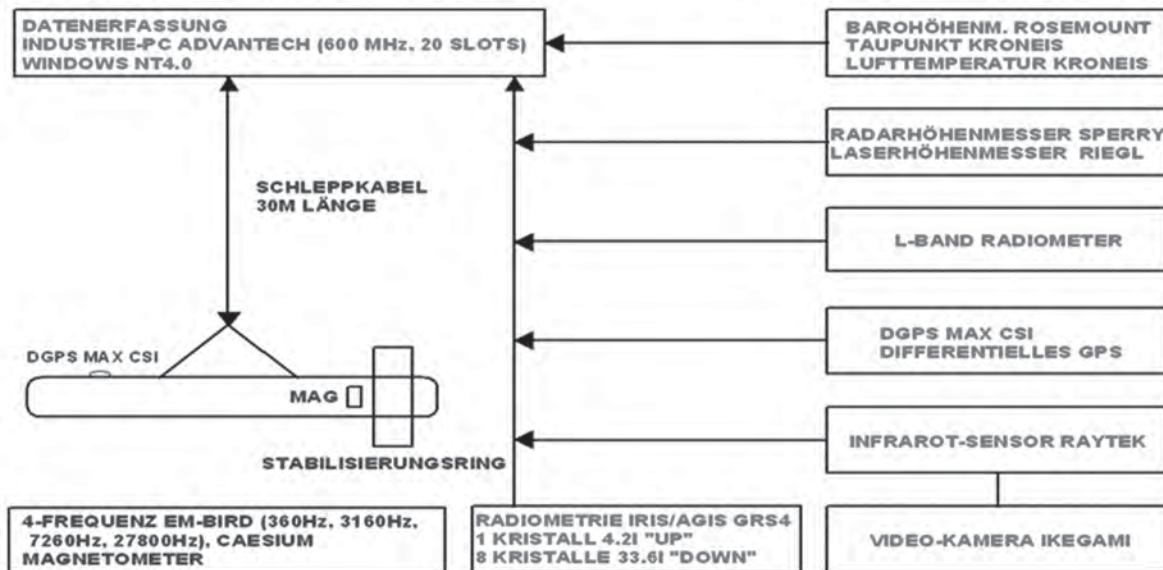 DATENERFASSUNG
INDUSTRIE-PC ADVANTECH (600 MHz, 20 SLOTS)
WINDOWS NT4.0
BAROHÖHENM. ROSEMOUNT
TAUPUNKT KRONEIS
LUFTTEMPERATUR KRONEIS
RADARHÖHENMESSER SPERRY
LASERHÖHENMESSER RIEGL
SCHLEPPKABEL
30M LÄNGE
L-BAND RADIOMETER
DGPS MAX CSI
DIFFERENTIELLES GPS
DGPS MAX CSI
MAG
STABILISIERUNGSRING
INFRAROT-SENSOR RAYTEK
4-FREQUENZ EM-BIRD (360Hz, 3160Hz,
7260Hz, 27800Hz), CAESIUM
MAGNETOMETER
RADIOMETRIE IRIS/AGIS GRS4
1 KRISTALL 4.2l "UP"
8 KRISTALLE 33.6l "DOWN"
VIDEO-KAMERA IKEGAMI